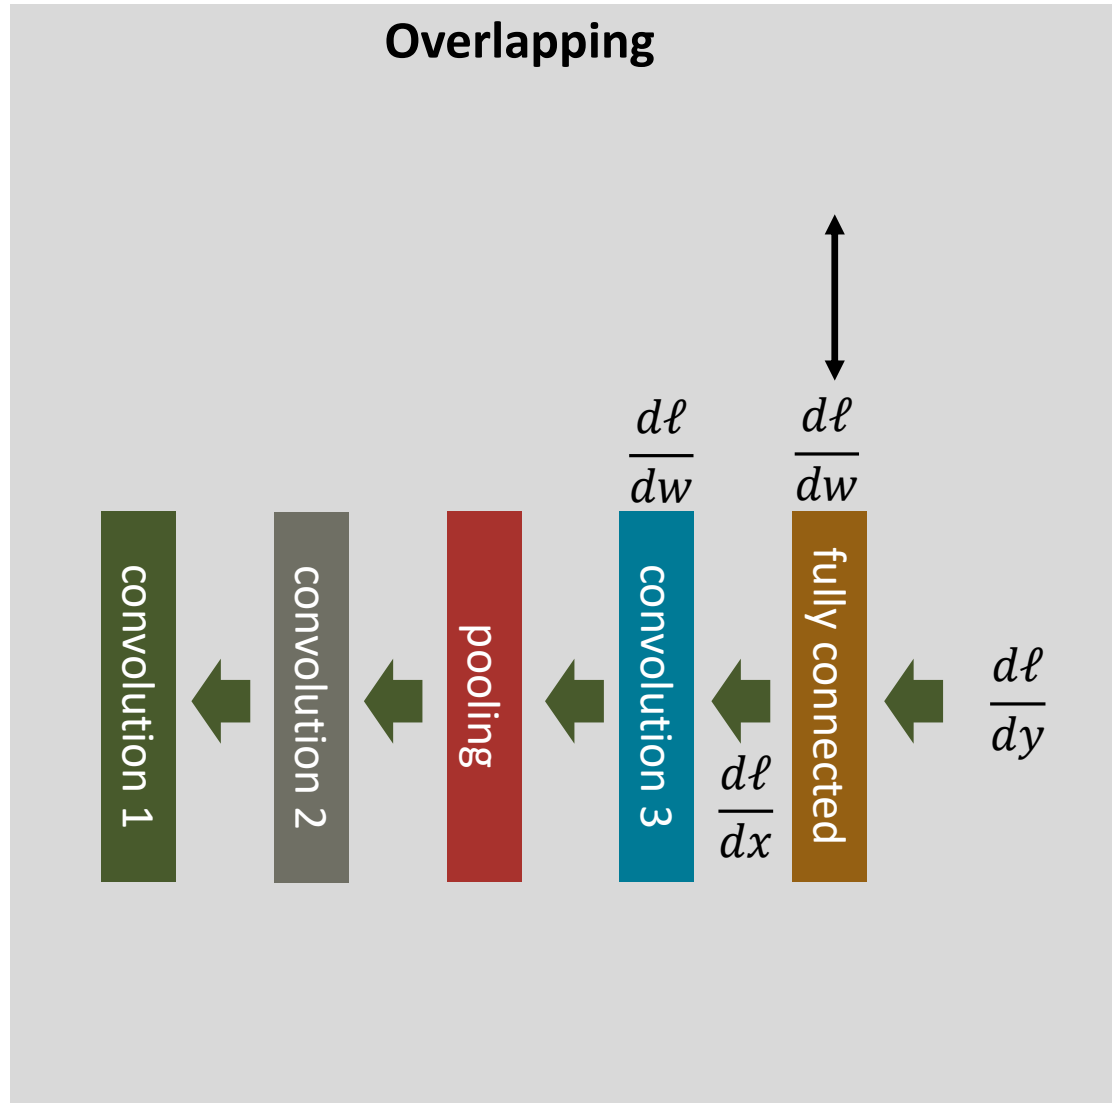 Overlapping
dℓ
dw
dℓ
dw
convolution 1
convolution 2
pooling
convolution 3
fully connected
dℓ
dx
dℓ
dy